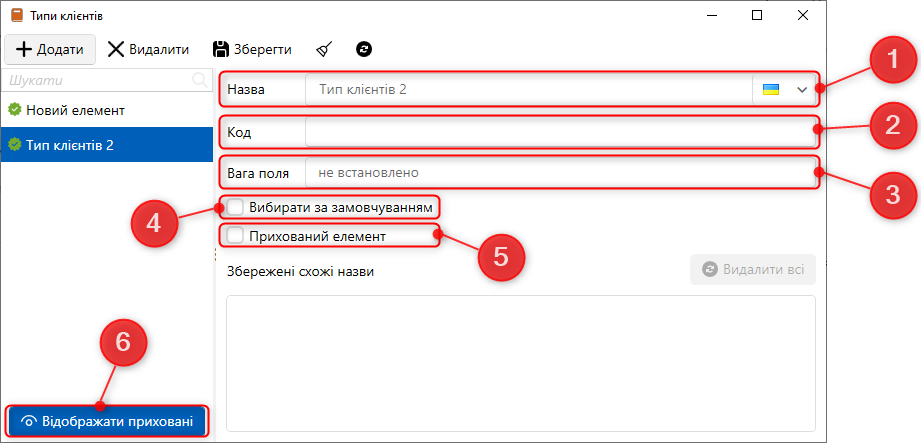 Типи клієнтів
Додати Видалити Зберегти
Шукати
Новий елемент
Тип клієнтів 2
Назва Тип клієнтів 2
Код
Вага поля не встановлено
Вибирати за замовчуванням
Прихований елемент
Збережені схожі назви Видалити всі
Відображати приховані
1
2
3
4
5
6